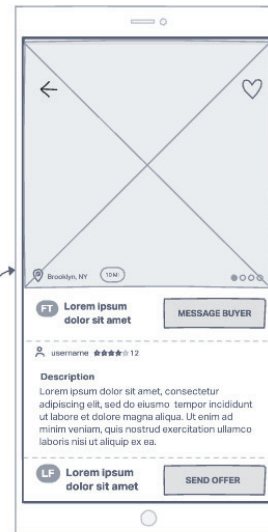 Brooklyn, NY 10 MI
FT Lorem ipsum
dolor sit amet
MESSAGE BUYER
username 12
Description
Lorem ipsum dolor sit amet, consectetur
adipiscing elit, sed do eiusmo tempor incididunt
ut labore et dolore magna aliqua. Ut enim ad
minim veniam, quis nostrud exercitation ullamco
laboris nisi ut aliquip ex ea.
LF Lorem ipsum
dolor sit amet
SEND OFFER